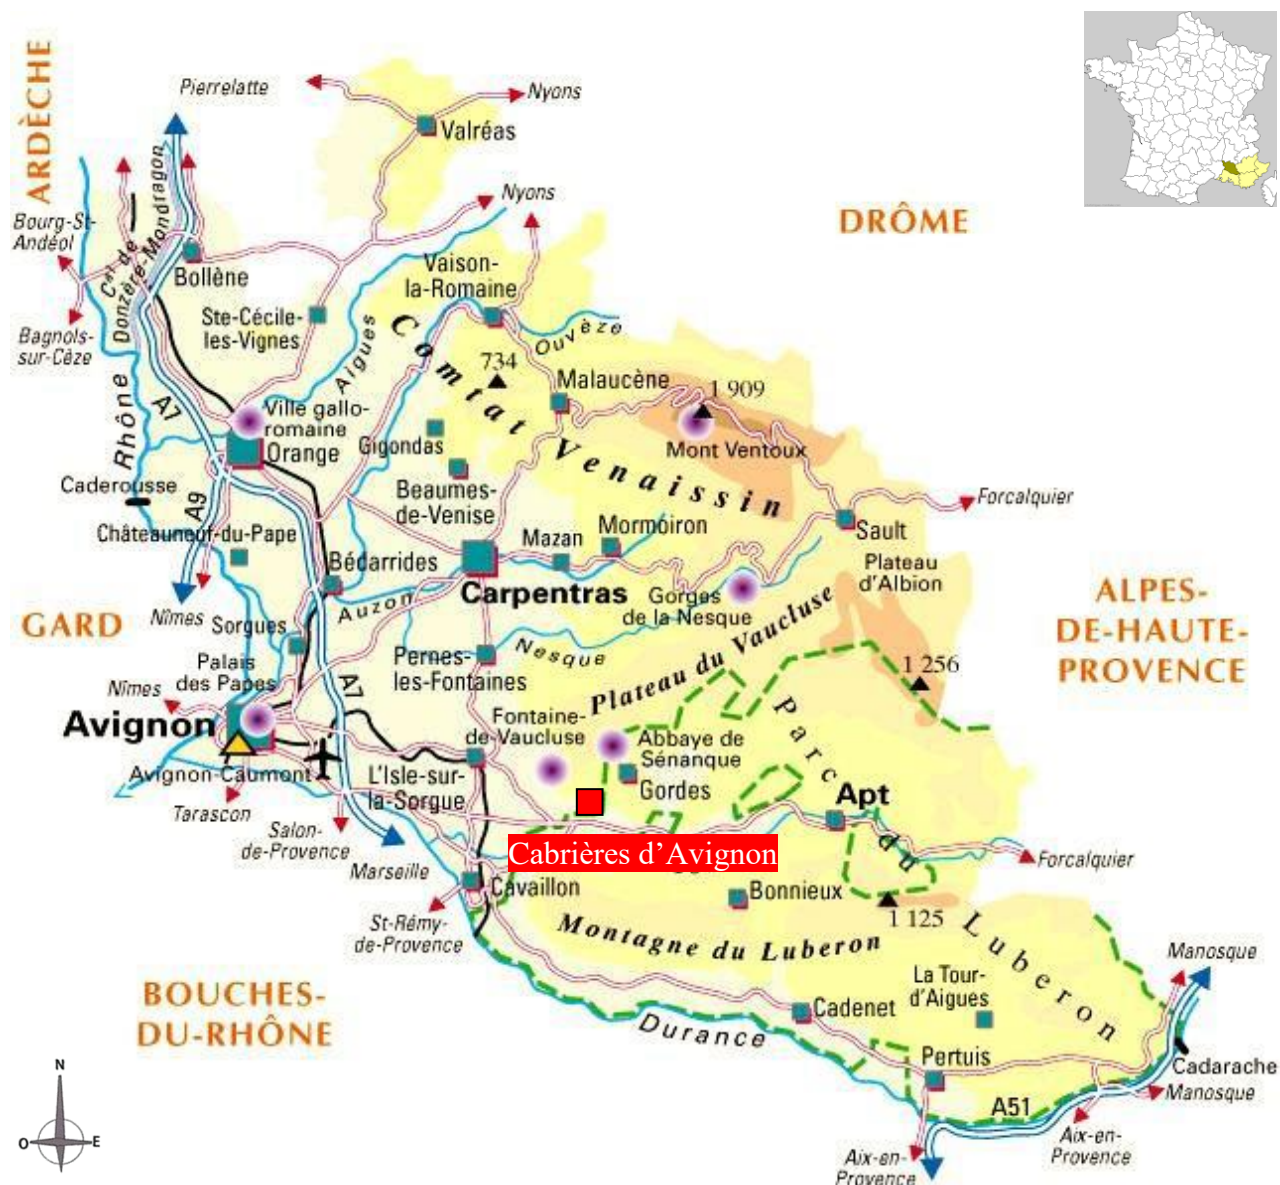 ARDÈCHE
Pierrelatte
Nyons
Valréas
Nyons
DRÔME
Bourg-St-
Andéol
Cal de
Donzère-Mondragon
Bollène
Vaison-
la-Romaine
Ste-Cécile-
les-Vignes
Aigues
Ouvèze
Bagnols-
sur-Cèze
Rhône
A7
Comtat Venaissin
734
Malaucène
1 909
Mont Ventoux
Ville gallo-
romaine
Orange
Gigondas
Beaumes-
de-Venise
Caderousse
A9
Châteauneuf-du-Pape
Forcalquier
Sault
Mazan
Mormoiron
Bédarrides
Auzon
Carpentras
Gorges
de la Nesque
Plateau
d'Albion
ALPES-
DE-HAUTE-
PROVENCE
GARD
Nîmes
Sorgues
Palais
des Papes
Nîmes
A7
Pernes-
les-Fontaines
Nesque
Plateau du Vaucluse
1 256
Avignon
Avignon-Caumont
Fontaine-
de-Vaucluse
Abbaye de
Sénanque
Gordes
Parc du Luberon
Apt
L'Isle-sur-
la-Sorgue
Tarascon
Salon-
de-Provence
Marseille
Cabrières d’Avignon
Forcalquier
Cavaillon
Bonnieux
1 125
St-Rémy-
de-Provence
Montagne du Luberon
Manosque
La Tour-
d'Aigues
BOUCHES-
DU-RHÔNE
Cadenet
Durance
Pertuis
Cadarache
Manosque
A51
Aix-en-
Provence
Aix-en-
Provence
N
O
E